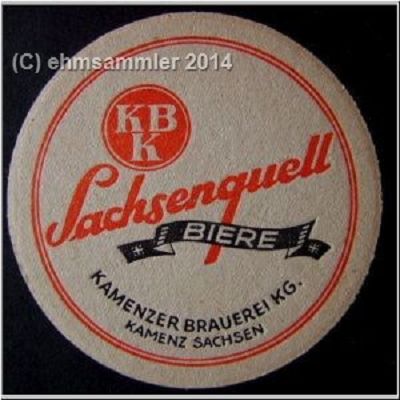 (C) ehmsammler 2014
KB
K
Sachsenquell
* BIERE *
KAMENZER BRAUEREI KG.
KAMENZ SACHSEN